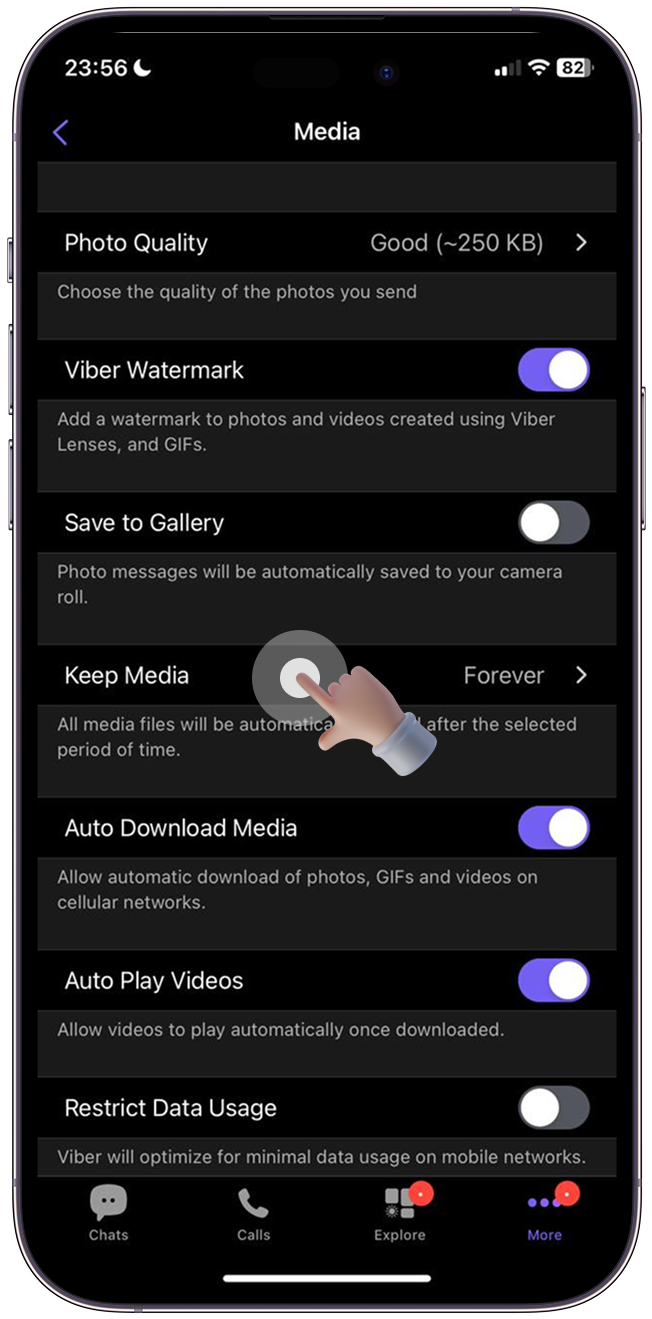 23:56
82
Media
Photo Quality Good (~250 KB)
Choose the quality of the photos you send
Viber Watermark
Add a watermark to photos and videos created using Viber
Lenses, and GIFs.
Save to Gallery
Photo messages will be automatically saved to your camera
roll.
Keep Media Forever
All media files will be after the selected
period of time.
Auto Download Media
Allow automatic download of photos, GIFs and videos on
cellular networks.
Auto Play Videos
Allow videos to play automatically once downloaded.
Restrict Data Usage
Viber will optimize for minimal data usage on mobile networks.
Chats Calls Explore More